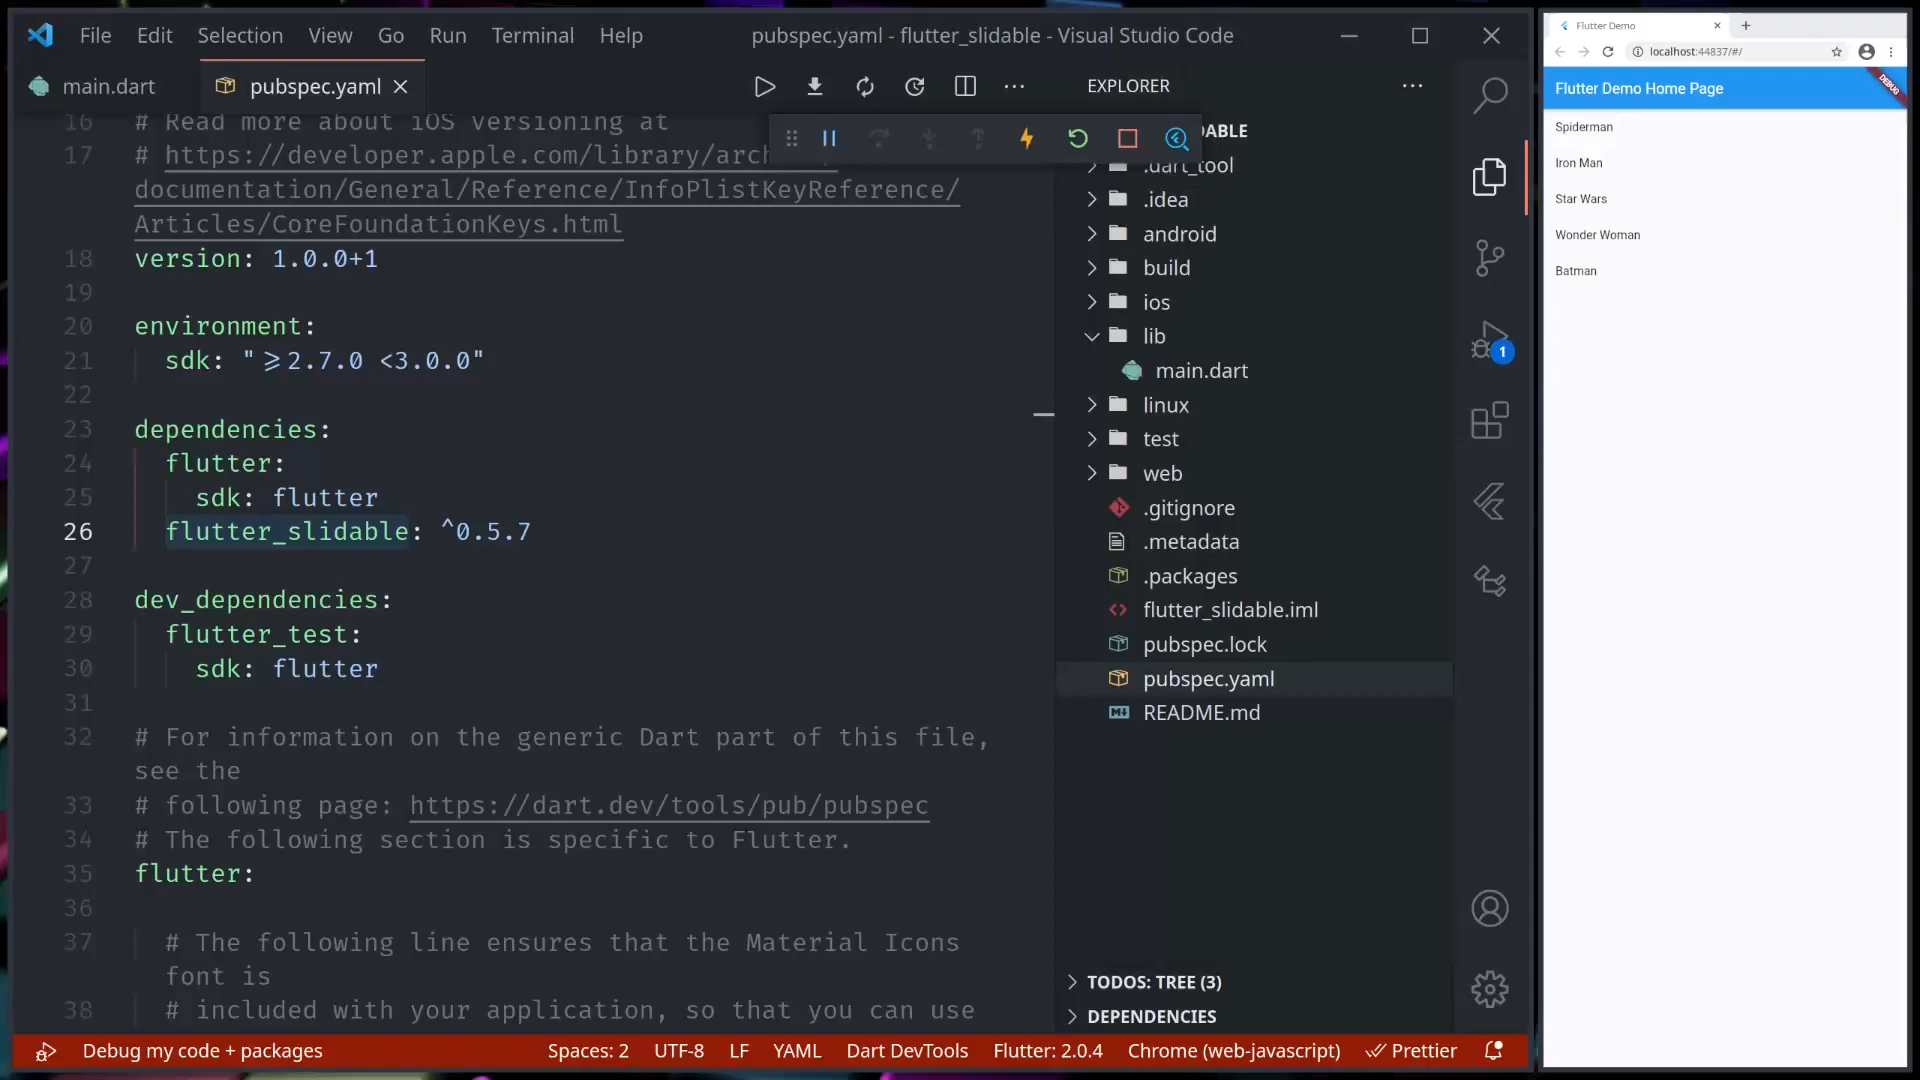 File Edit Selection View Go Run Terminal Help
pubspec.yaml - flutter_slidable - Visual Studio Code
main.dart
pubspec.yaml
16 # Read more about iOS versioning at
17 # https://developer.apple.com/library/arch
documentation/General/Reference/InfoPlistKeyReference/
Articles/CoreFoundationKeys.html
18 version: 1.0.0+1
19
20 environment:
21 sdk: ">=2.7.0 <3.0.0"
22
23 dependencies:
24 flutter:
25 sdk: flutter
26 flutter_slidable: ^0.5.7
27
28 dev_dependencies:
29 flutter_test:
30 sdk: flutter
31
32 # For information on the generic Dart part of this file,
see the
33 # following page: https://dart.dev/tools/pub/pubspec
34 # The following section is specific to Flutter.
35 flutter:
36
37 # The following line ensures that the Material Icons
font is
38 # included with your application, so that you can use
EXPLORER
DABLE
.dart_tool
.idea
android
build
ios
lib
main.dart
linux
test
web
.gitignore
.metadata
.packages
flutter_slidable.iml
pubspec.lock
pubspec.yaml
README.md
TODOS: TREE (3)
DEPENDENCIES
1
Debug my code + packages
Spaces: 2 UTF-8 LF YAML Dart DevTools Flutter: 2.0.4 Chrome (web-javascript) Prettier
Flutter Demo
localhost:44837/#/
Flutter Demo Home Page
DEBUG
Spiderman
Iron Man
Star Wars
Wonder Woman
Batman